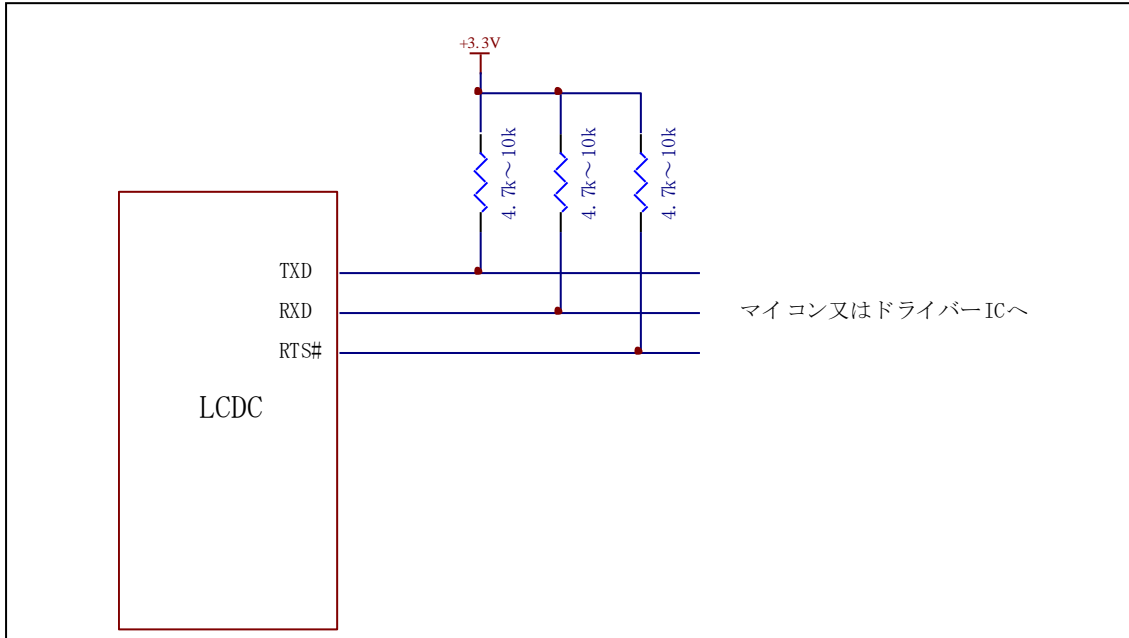 +3.3V
4.7k～10k
4.7k～10k
4.7k～10k
TXD
RXD
RTS#
マイコン又はドライバーICへ
LCDC